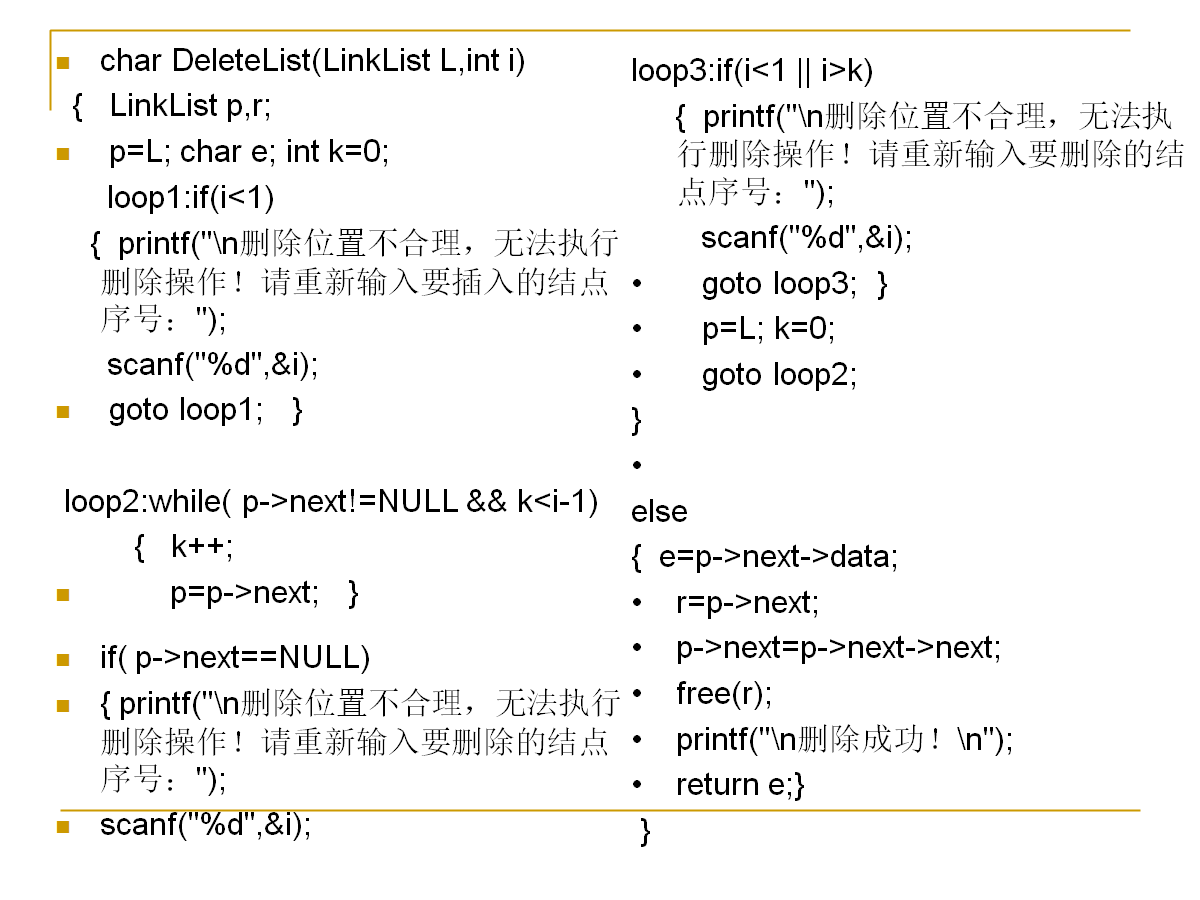 char DeleteList(LinkList L,int i)
{ LinkList p,r;
p=L; char e; int k=0;
loop1:if(i<1)
{ printf("\n删除位置不合理，无法执行
删除操作！请重新输入要插入的结点
序号：");
scanf("%d",&i);
goto loop1; }
loop2:while( p->next!=NULL && k<i-1)
{ k++;
p=p->next; }
if( p->next==NULL)
{ printf("\n删除位置不合理，无法执行
删除操作！请重新输入要删除的结点
序号：");
scanf("%d",&i);
loop3:if(i<1 || i>k)
{ printf("\n删除位置不合理，无法执
行删除操作！请重新输入要删除的结
点序号：");
scanf("%d",&i);
goto loop3; }
p=L; k=0;
goto loop2;
}
else
{ e=p->next->data;
r=p->next;
p->next=p->next->next;
free(r);
printf("\n删除成功！\n");
return e;}
}